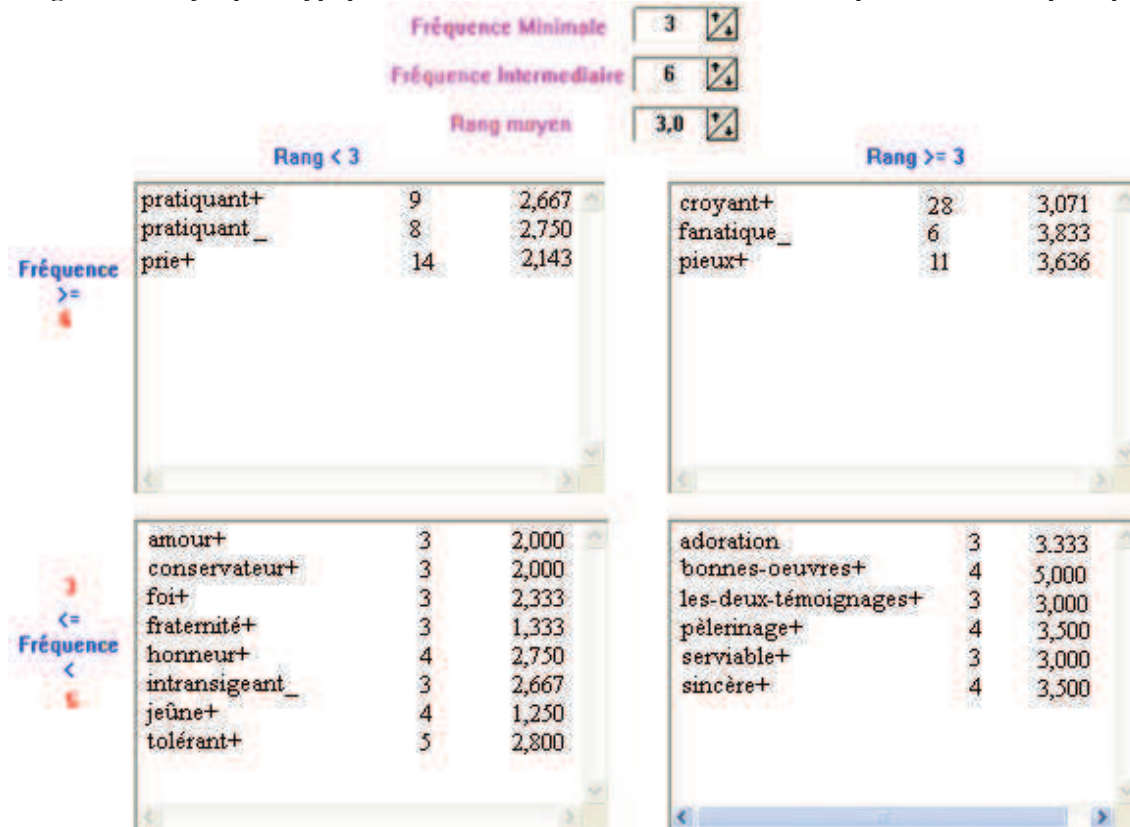 Fréquence Minimale 3
Fréquence Intermediaire 6
Rang moyen 3,0
Rang < 3
Rang >= 3
Fréquence
>=
pratiquant+ 9 2,667
pratiquant_ 8 2,750
prie+ 14 2,143
croyant+ 28 3,071
fanatique_ 6 3,833
pieux+ 11 3,636
3
<=
Fréquence
<
amour+ 3 2,000
conservateur+ 3 2,000
foi+ 3 2,333
fraternité+ 3 1,333
honneur+ 4 2,750
intransigeant_ 3 2,667
jeûne+ 4 1,250
tolérant+ 5 2,800
adoration 3 3.333
bonnes-oeuvres+ 4 5,000
les-deux-témoignages+ 3 3,000
pèlerinage+ 4 3,500
serviable+ 3 3,000
sincère+ 4 3,500